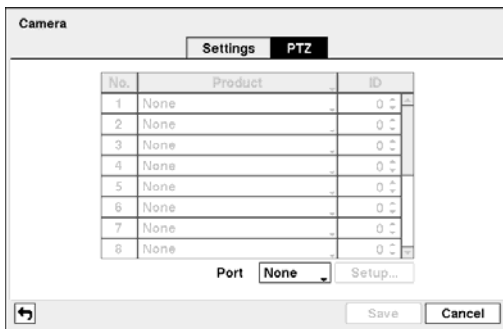 Camera
Settings PTZ
No. Product ID
1 None 0
2 None 0
3 None 0
4 None 0
5 None 0
6 None 0
7 None 0
8 None 0
Port None Setup...
Save Cancel